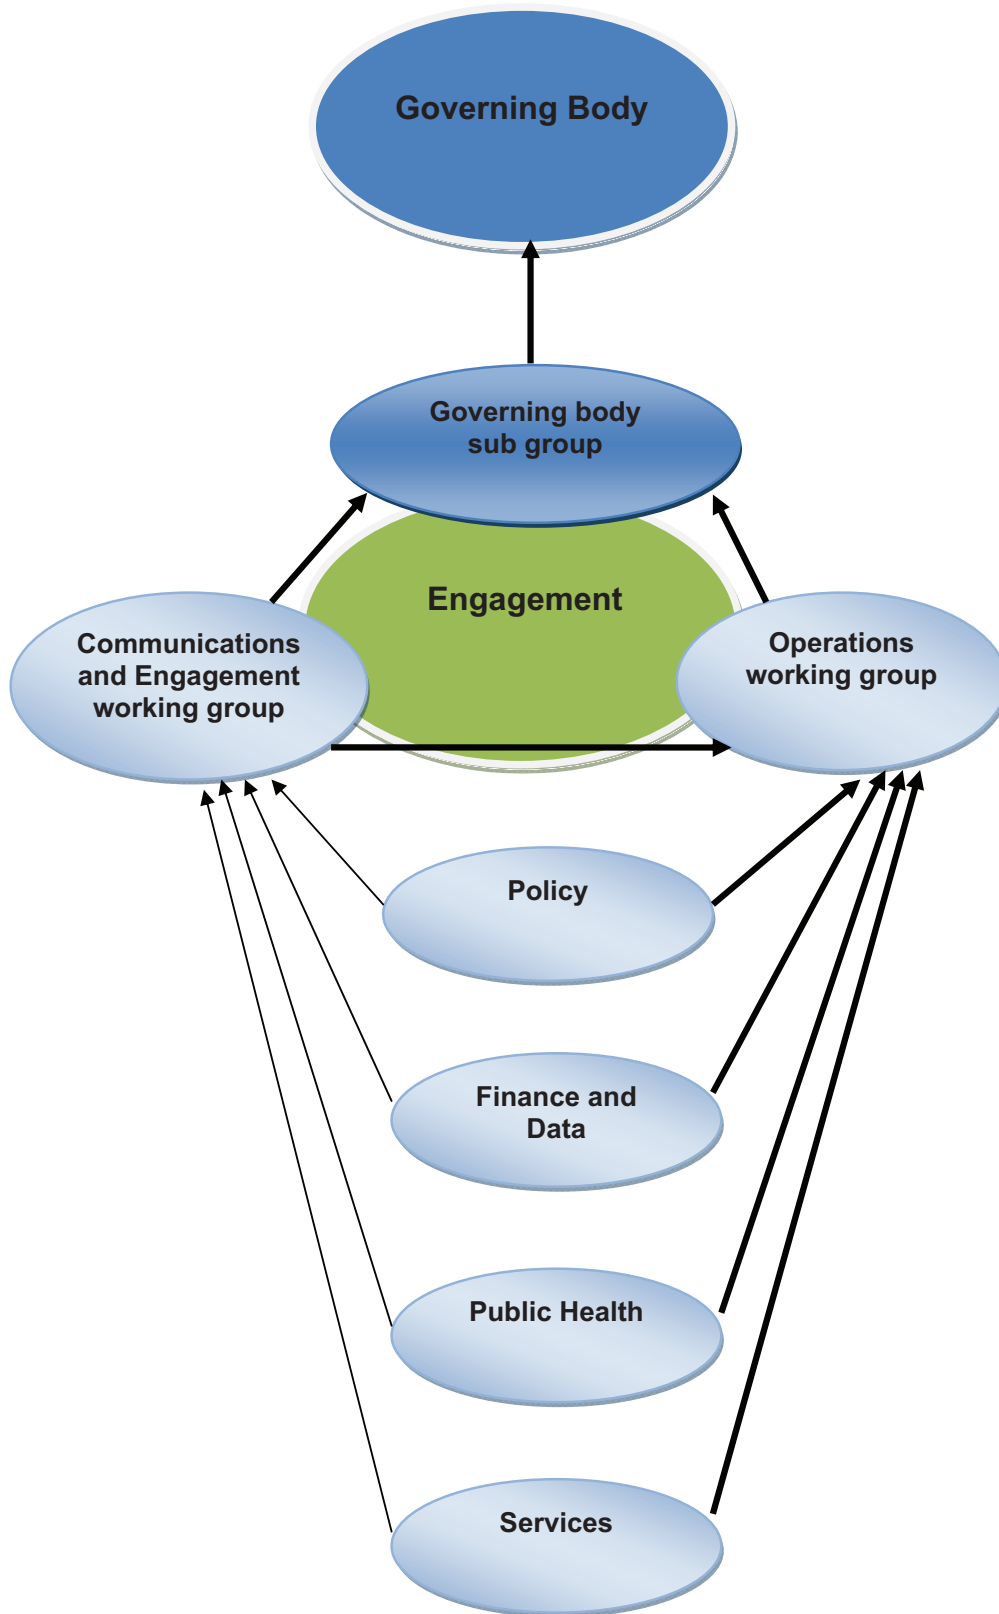 Governing Body
Governing body
sub group
Engagement
Communications
and Engagement
working group
Operations
working group
Policy
Finance and
Data
Public Health
Services